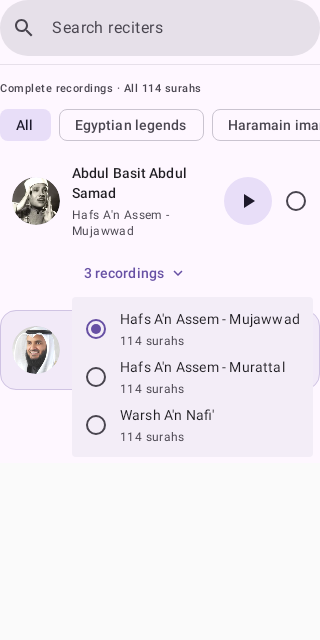 Search reciters
Complete recordings · All 114 surahs
All
Egyptian legends
Haramain
Abdul Basit Abdul
Samad
Hafs A'n Assem -
Mujawwad
3 recordings
Hafs A'n Assem - Mujawwad
114 surahs
Hafs A'n Assem - Murattal
114 surahs
Warsh A'n Nafi'
114 surahs